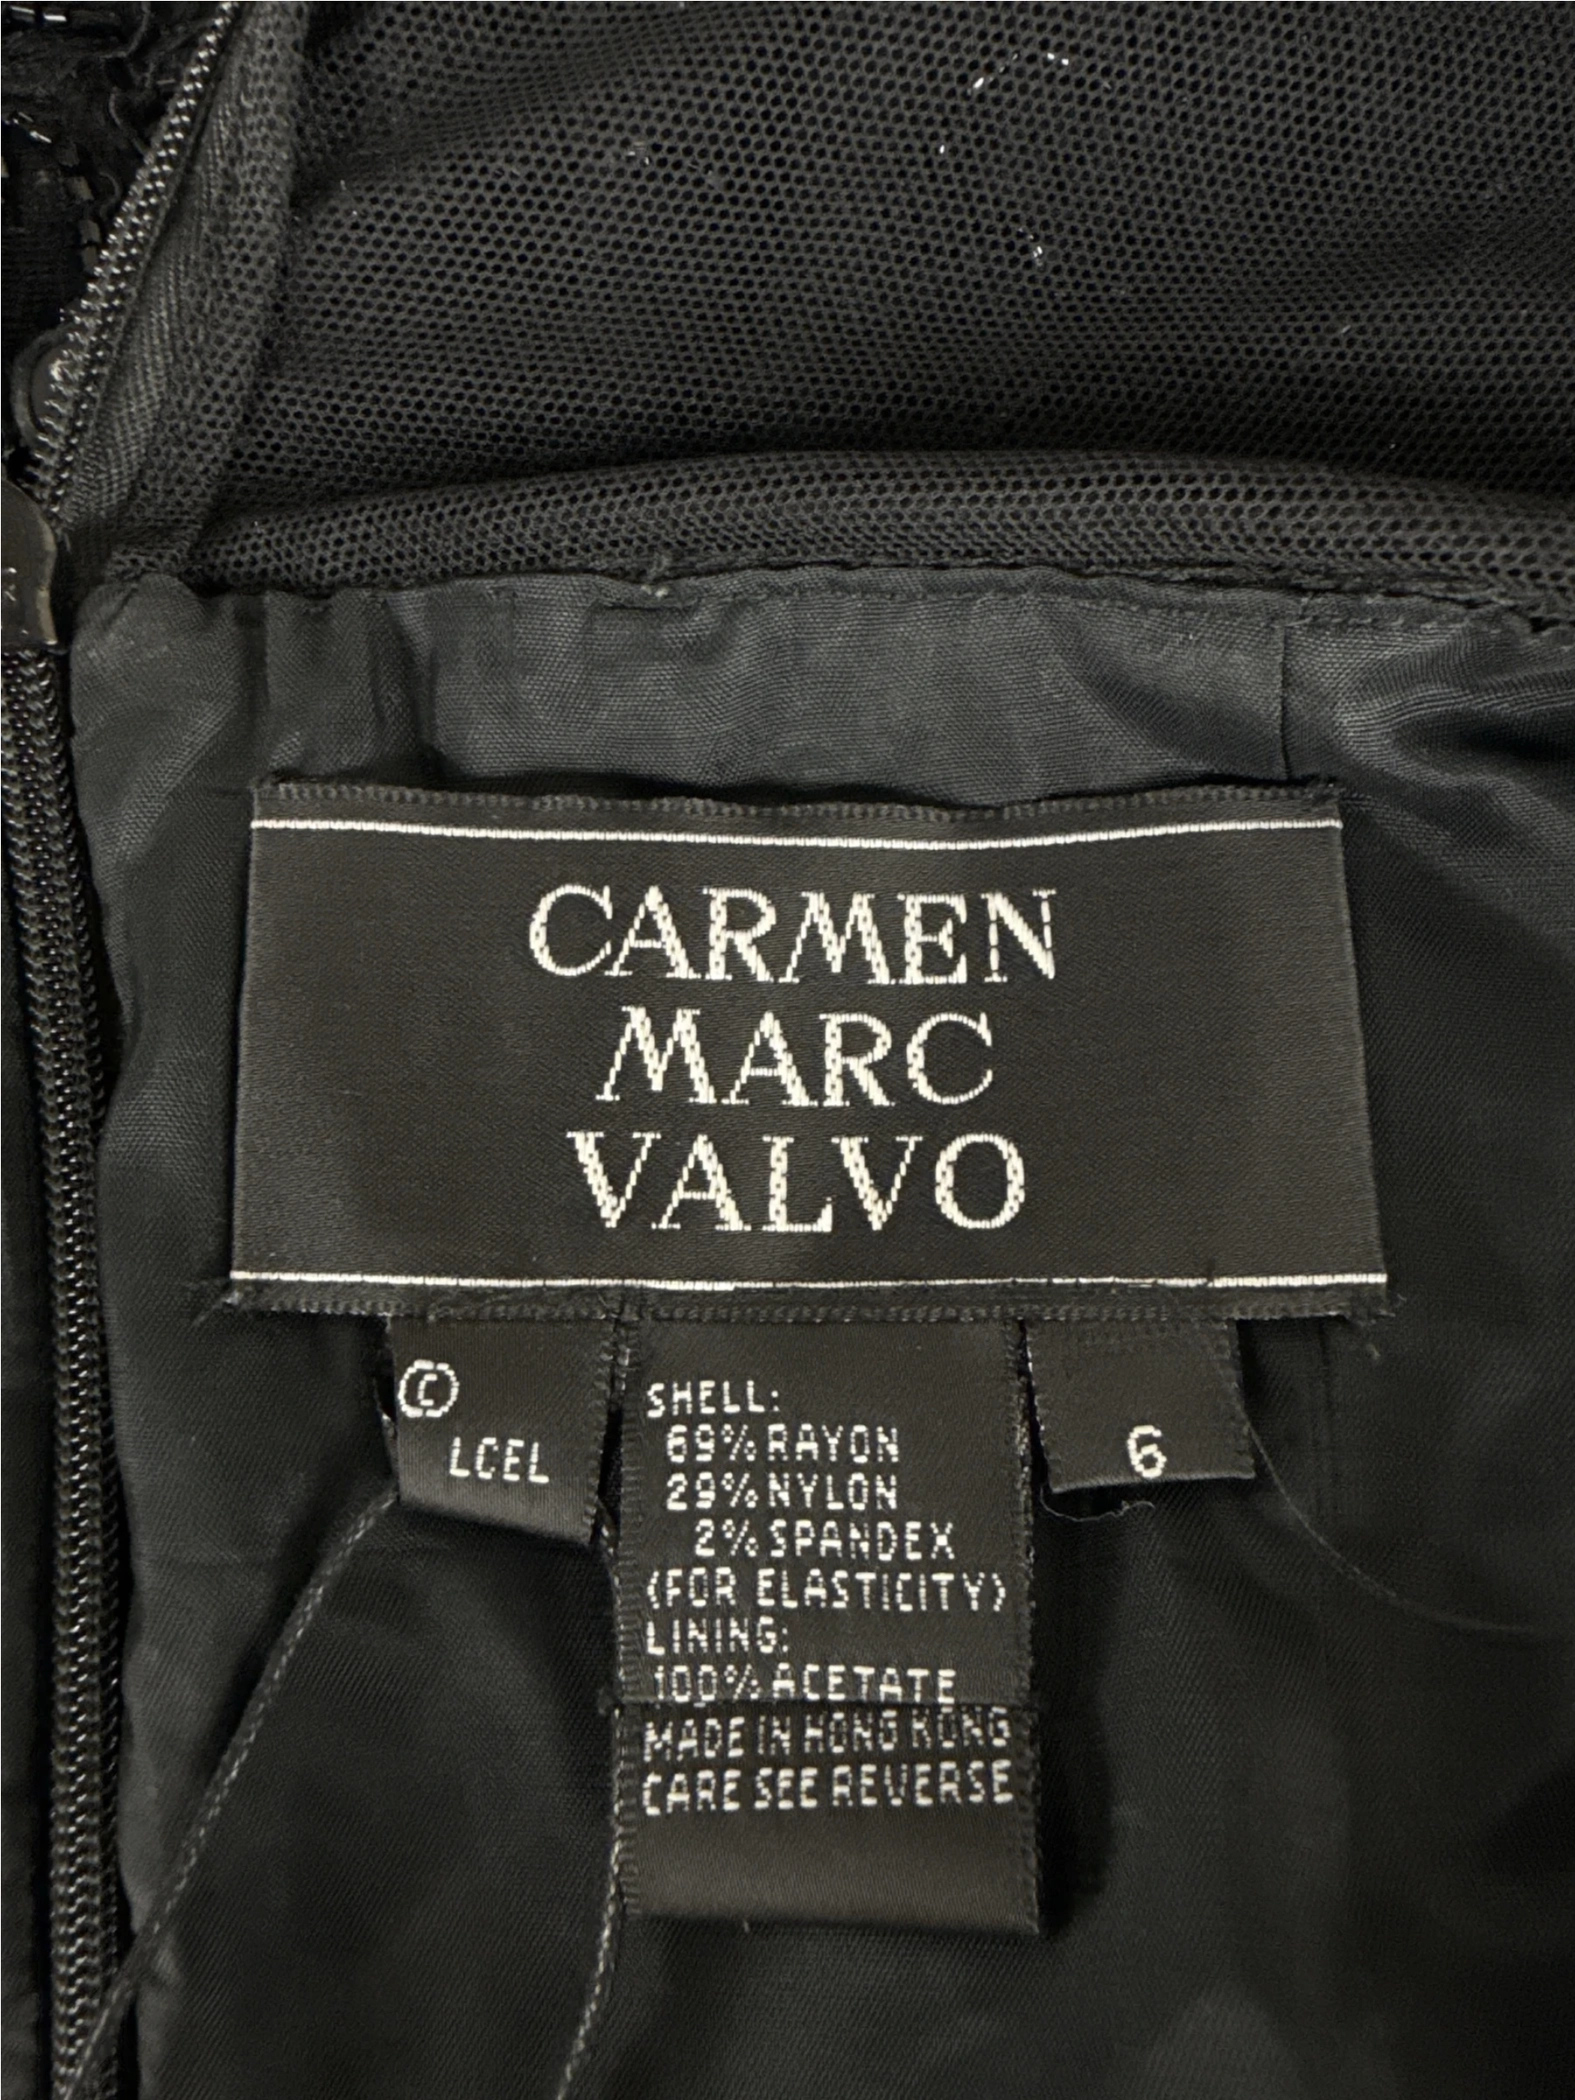 CARMEN
MARC
VALVO
©
LCEL
SHELL:
69% RAYON
29% NYLON
2% SPANDEX
(FOR ELASTICITY)
LINING:
100% ACETATE
MADE IN HONG KONG
CARE SEE REVERSE
6